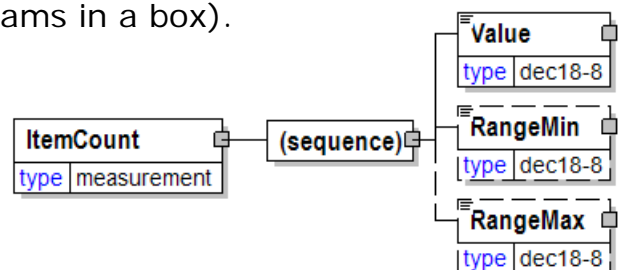 ams in a box).
Value
type dec18-8
RangeMin
type dec18-8
ItemCount
type measurement
(sequence)
RangeMax
type dec18-8